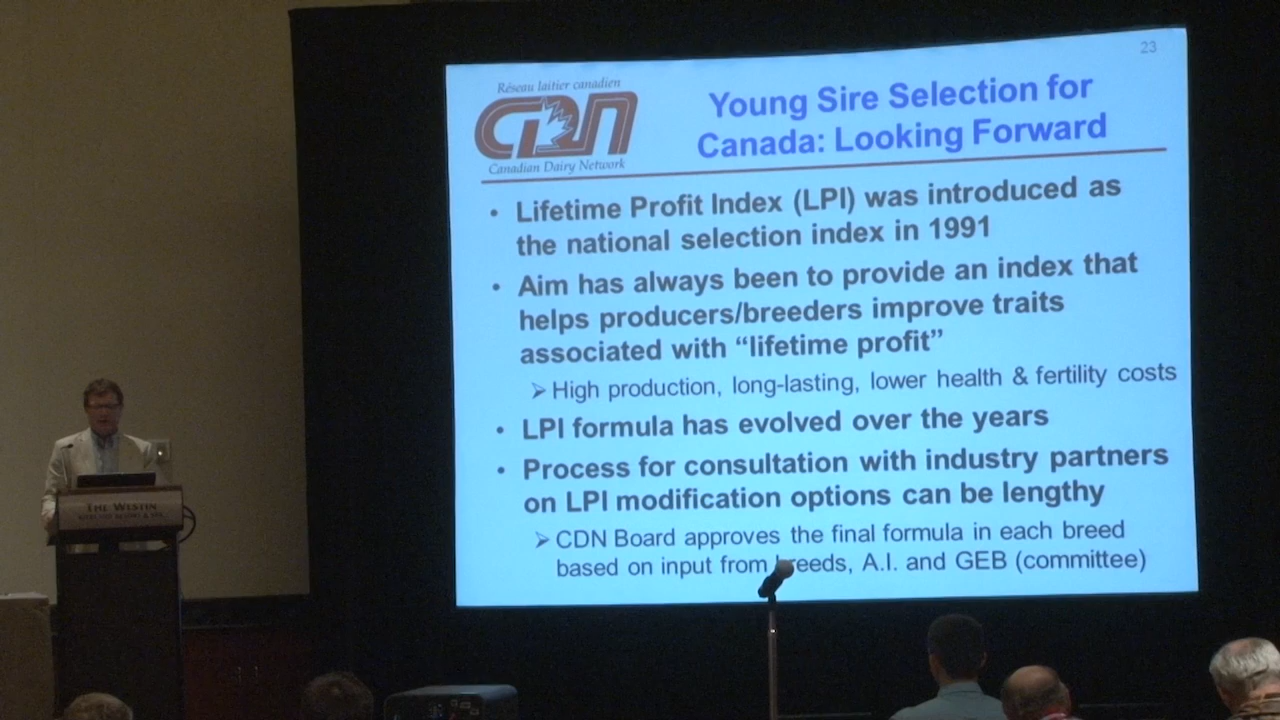 23
Réseau laitier canadien
CDN
Canadian Dairy Network
Young Sire Selection for
Canada: Looking Forward
• Lifetime Profit Index (LPI) was introduced as
the national selection index in 1991
• Aim has always been to provide an index that
helps producers/breeders improve traits
associated with “lifetime profit”
➢ High production, long-lasting, lower health & fertility costs
• LPI formula has evolved over the years
• Process for consultation with industry partners
on LPI modification options can be lengthy
➢ CDN Board approves the final formula in each breed
based on input from breeds, A.I. and GEB (committee)
THE WESTIN